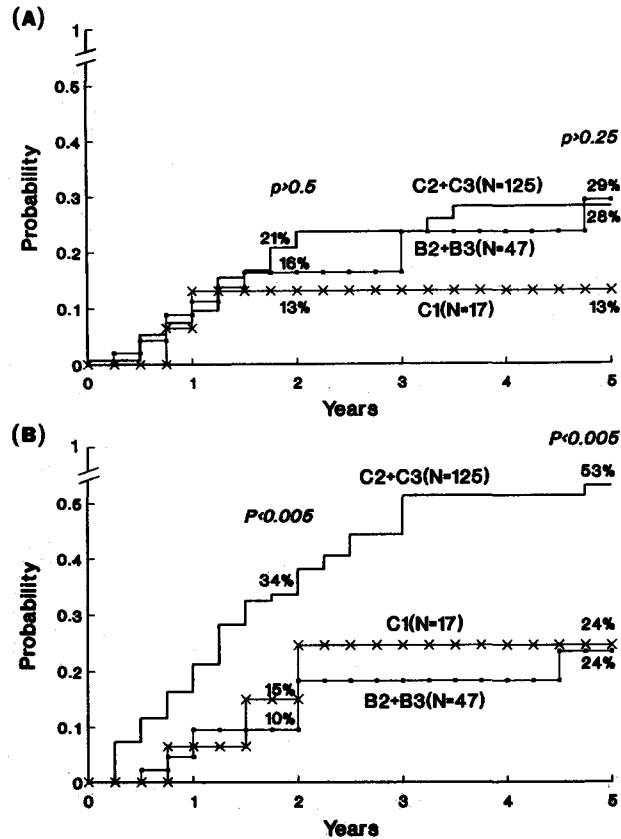 (A)
1
0.5
0.4
0.3
0.2
0.1
0
Probability
p>0.25
p>0.5
C2+C3(N=125)
29%
28%
21%
16%
B2+B3(N=47)
13%
C1(N=17)
13%
0 1 2 3 4 5
Years
(B)
1
0.5
0.4
0.3
0.2
0.1
0
Probability
P<0.005
C2+C3(N=125)
53%
P<0.005
34%
C1(N=17)
24%
24%
15%
10%
B2+B3(N=47)
0 1 2 3 4 5
Years